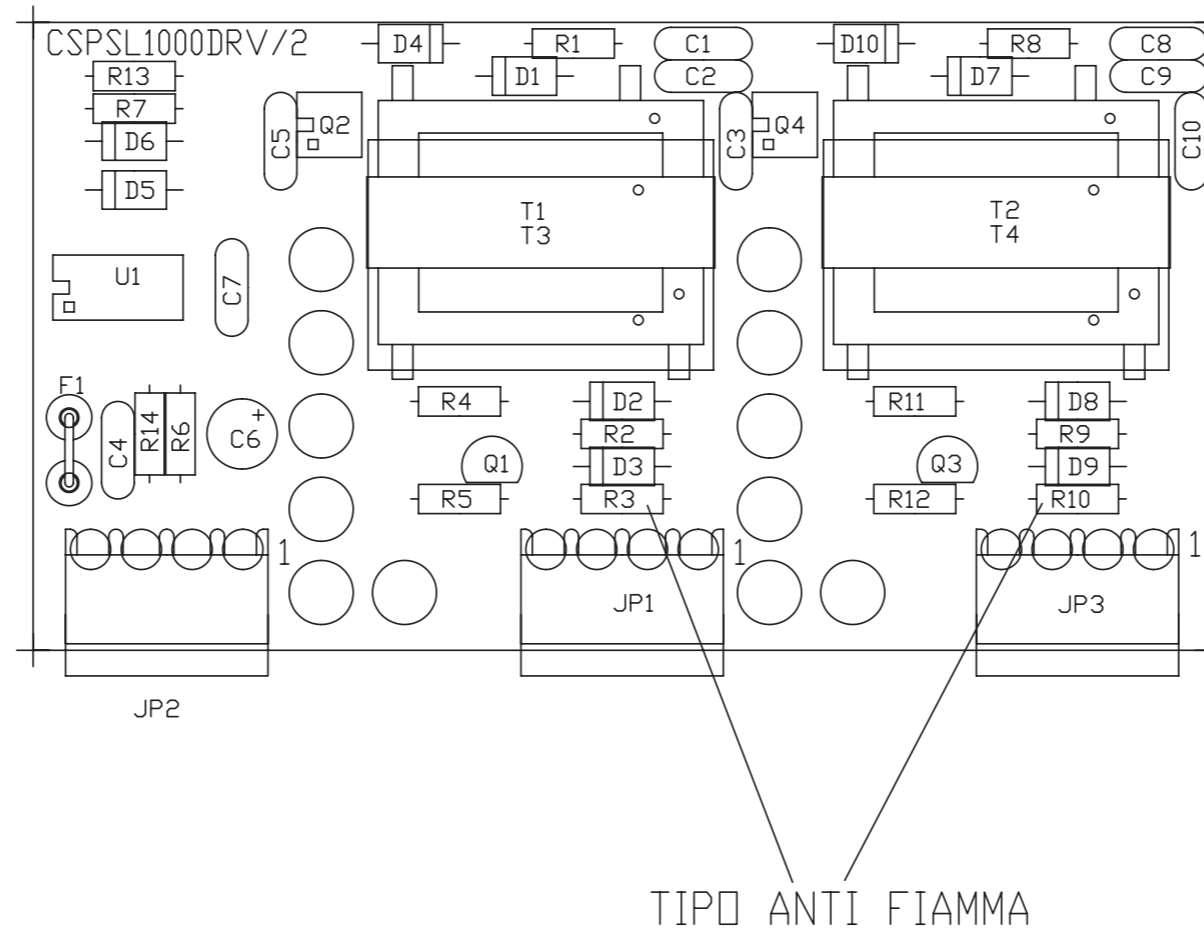 CSPSL1000DRV/2
D4
R1
C1
D10
R8
C8
R13
D1
C2
D7
C9
R7
C5
Q2
C3
Q4
C10
D6
D5
T1
T3
T2
T4
U1
C7
F1
R4
D2
R11
D8
C4
R14
R6
C6
+
R2
R9
Q1
D3
Q3
D9
R5
R3
R12
R10
1
1
1
JP1
JP3
JP2
TIPO ANTI FIAMMA